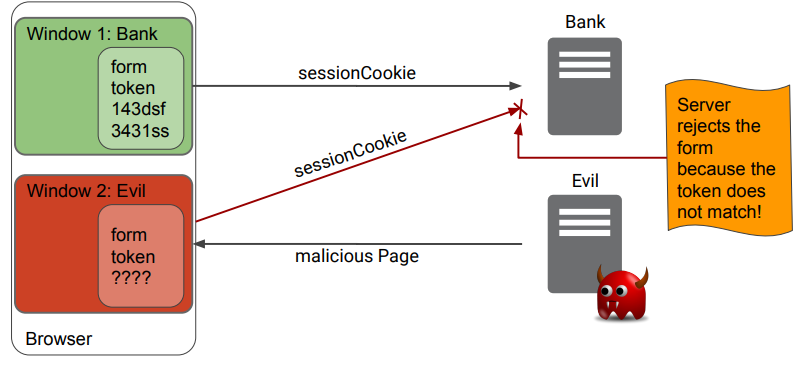 Window 1: Bank
form
token
143dsf
3431ss
sessionCookie
Bank
sessionCookie
Server
rejects the
form
because the
token does
not match!
Window 2: Evil
form
token
????
malicious Page
Evil
Browser